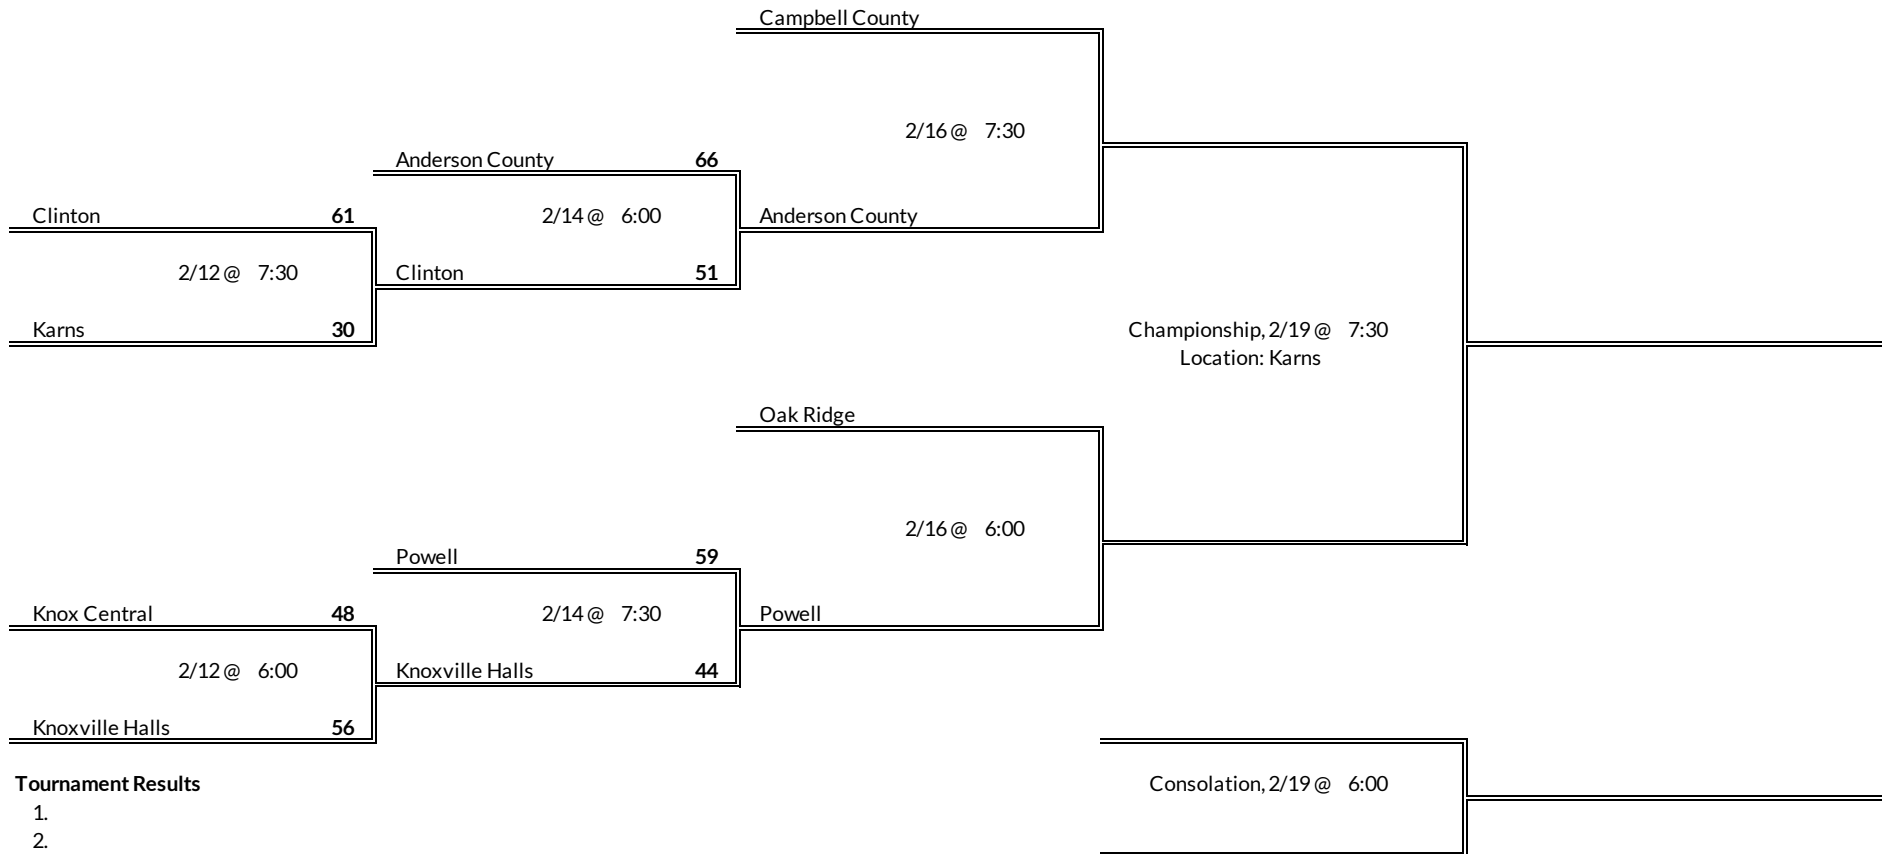 Campbell County
2/16 @ 7:30
Anderson County 66
Clinton 61
2/14 @ 6:00
Anderson County
2/12 @ 7:30
Clinton 51
Karns 30
Championship, 2/19 @ 7:30
Location: Karns
Oak Ridge
2/16 @ 6:00
Powell 59
Knox Central 48
2/14 @ 7:30
Powell
2/12 @ 6:00
Knoxville Halls 44
Knoxville Halls 56
Tournament Results
Consolation, 2/19 @ 6:00
1.
2.